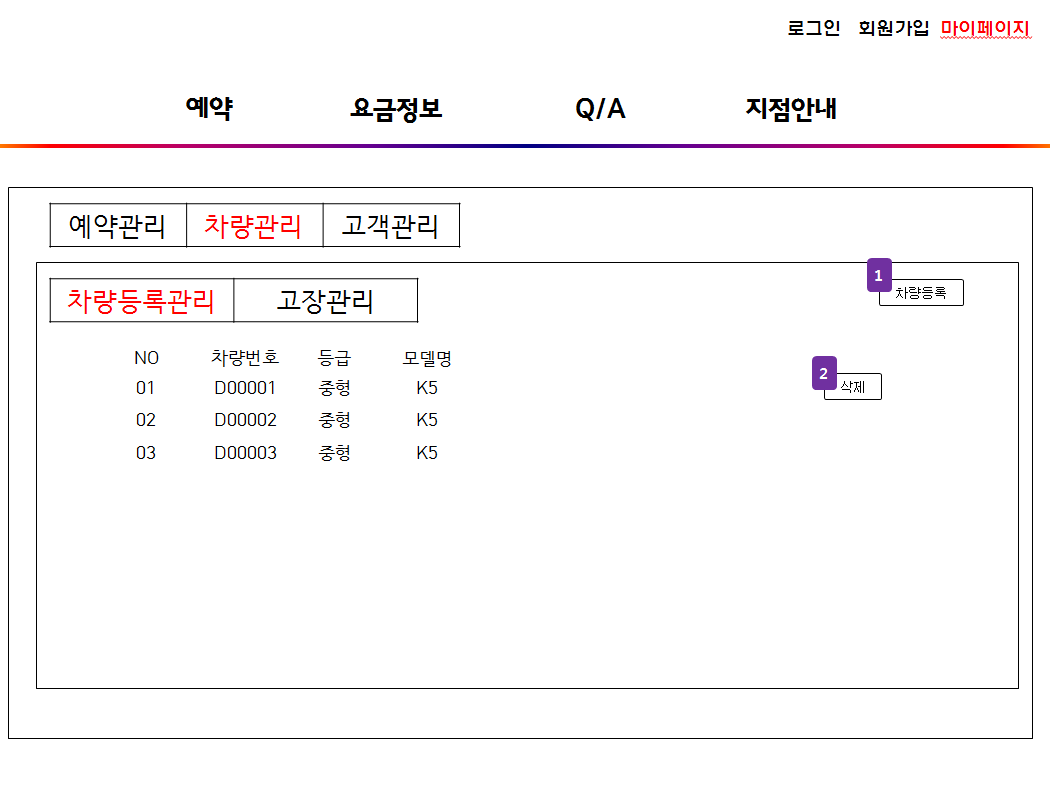 로그인 회원가입 마이페이지
예약 요금정보 Q/A 지점안내
예약관리 차량관리 고객관리
1
차량등록
차량등록관리 고장관리
NO 차량번호 등급 모델명
01 D00001 중형 K5
2
삭제
02 D00002 중형 K5
03 D00003 중형 K5